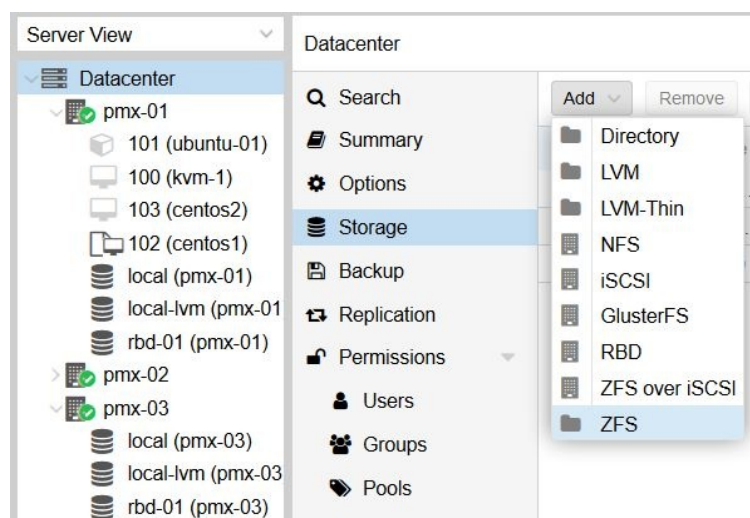 Server View
Datacenter
pmx-01
101 (ubuntu-01)
100 (kvm-1)
103 (centos2)
102 (centos1)
local (pmx-01)
local-lvm (pmx-01
rbd-01 (pmx-01)
pmx-02
pmx-03
local (pmx-03)
local-lvm (pmx-03
rbd-01 (pmx-03)
Datacenter
Search
Summary
Options
Storage
Backup
Replication
Permissions
Users
Groups
Pools
Add
Remove
Directory
LVM
LVM-Thin
NFS
iSCSI
GlusterFS
RBD
ZFS over iSCSI
ZFS